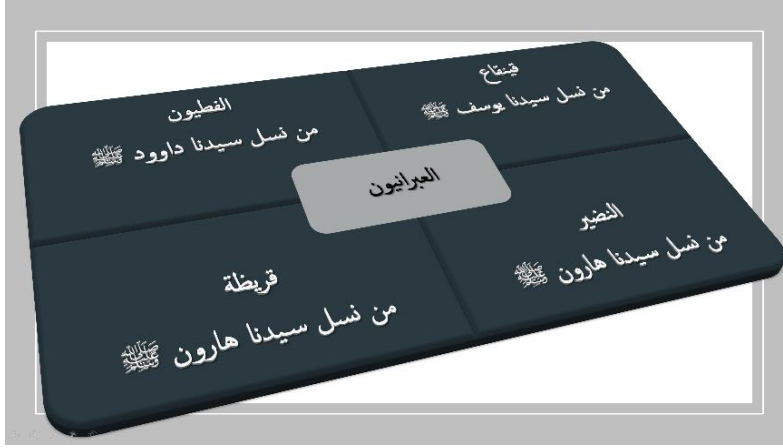 قينقاع
من نسل سيدنا يوسف ﷺ
الفطيون
من نسل سيدنا داوود ﷺ
العبرانيون
النضير
من نسل سيدنا هارون ﷺ
قريظة
من نسل سيدنا هارون ﷺ